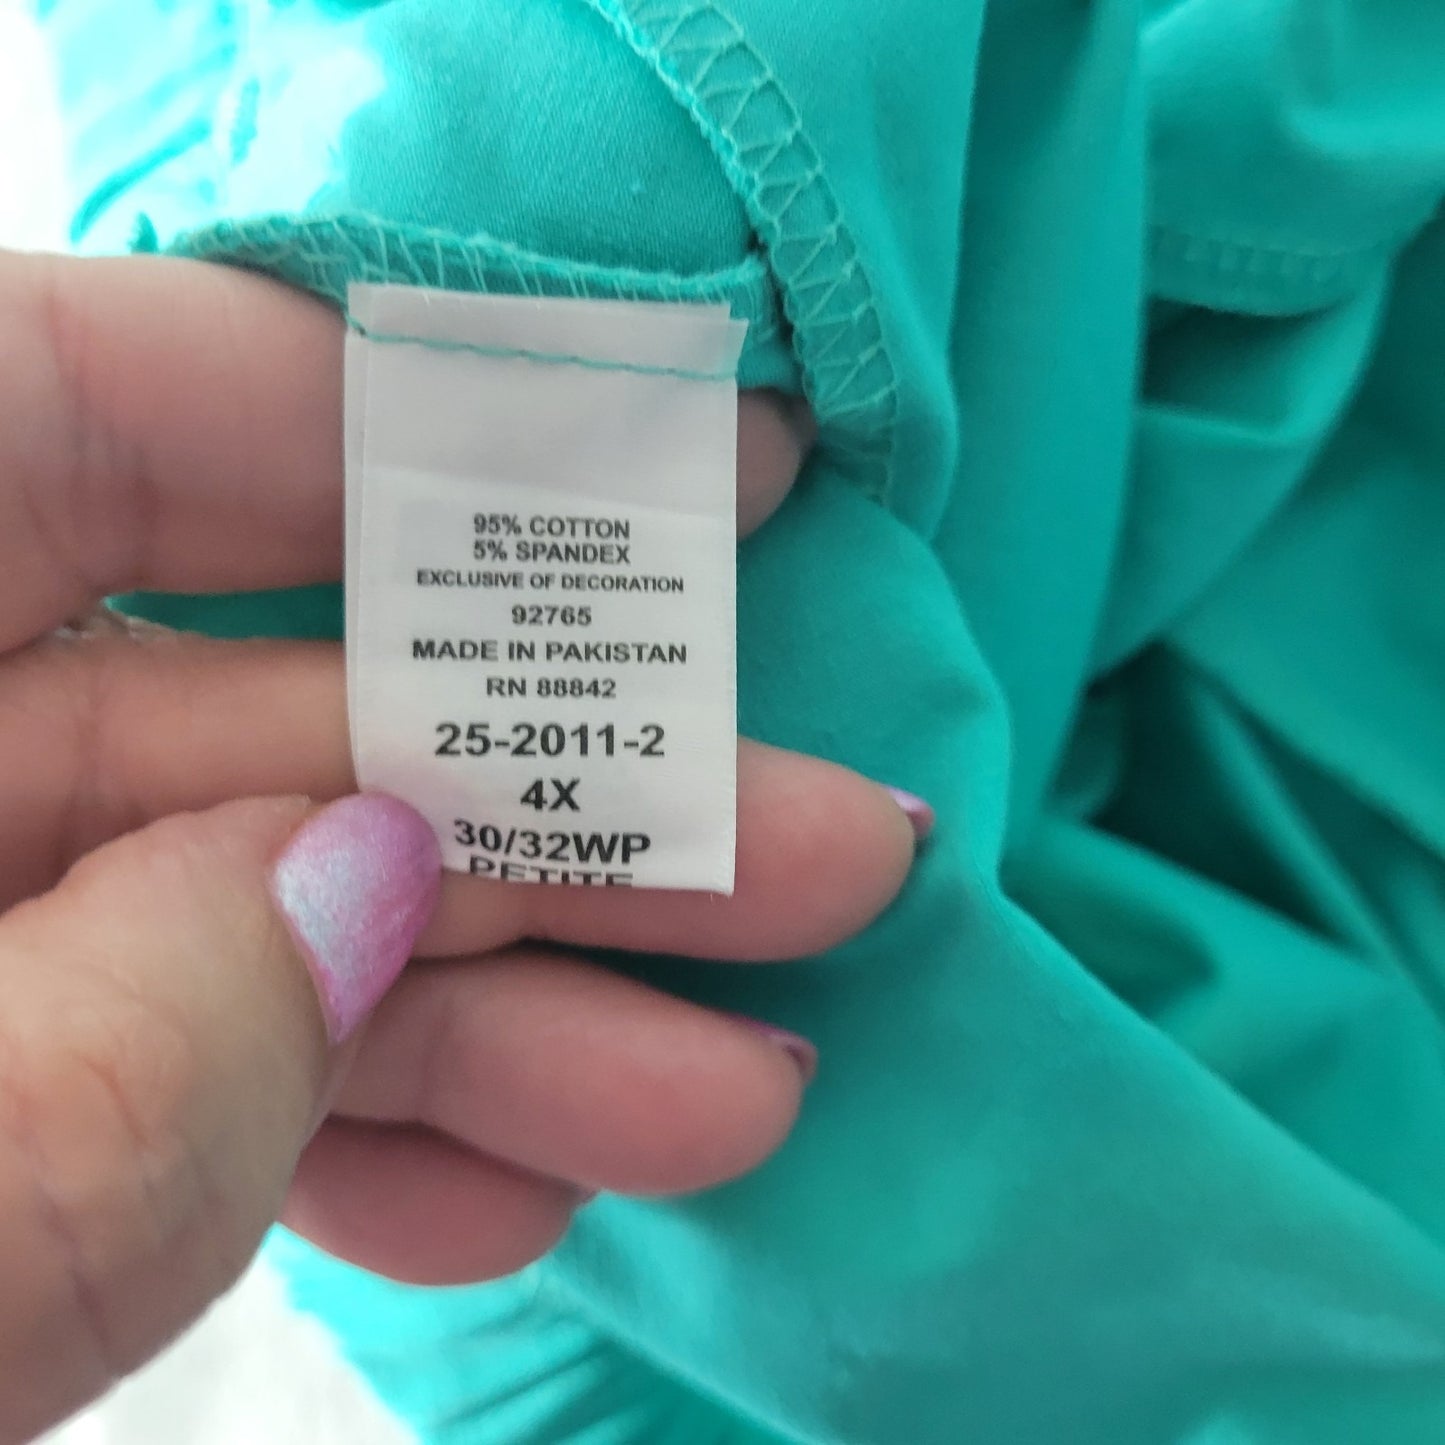 95% COTTON
5% SPANDEX
EXCLUSIVE OF DECORATION
92765
MADE IN PAKISTAN
RN 88842
25-2011-2
4X
30/32WP
PETITE